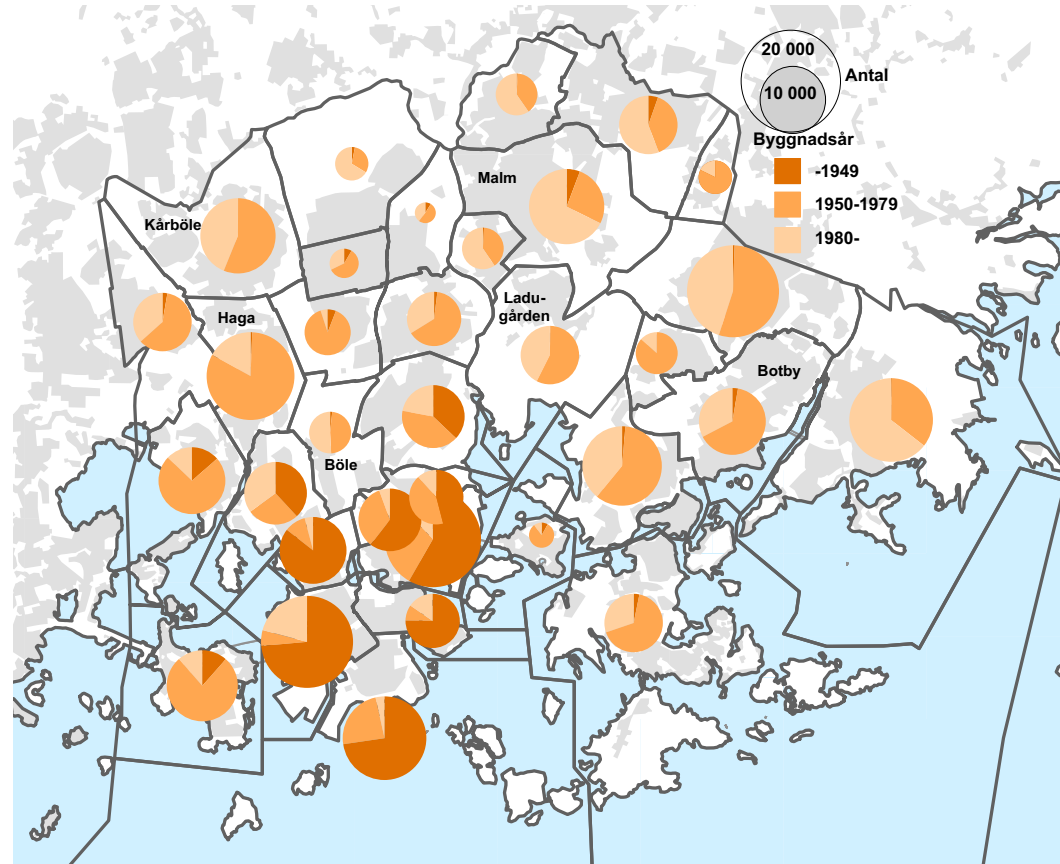 20 000
Antal
10 000
Byggnadsår
-1949
1950-1979
1980-
Malm
Kårböle
Haga
Ladu-
gården
Botby
Böle